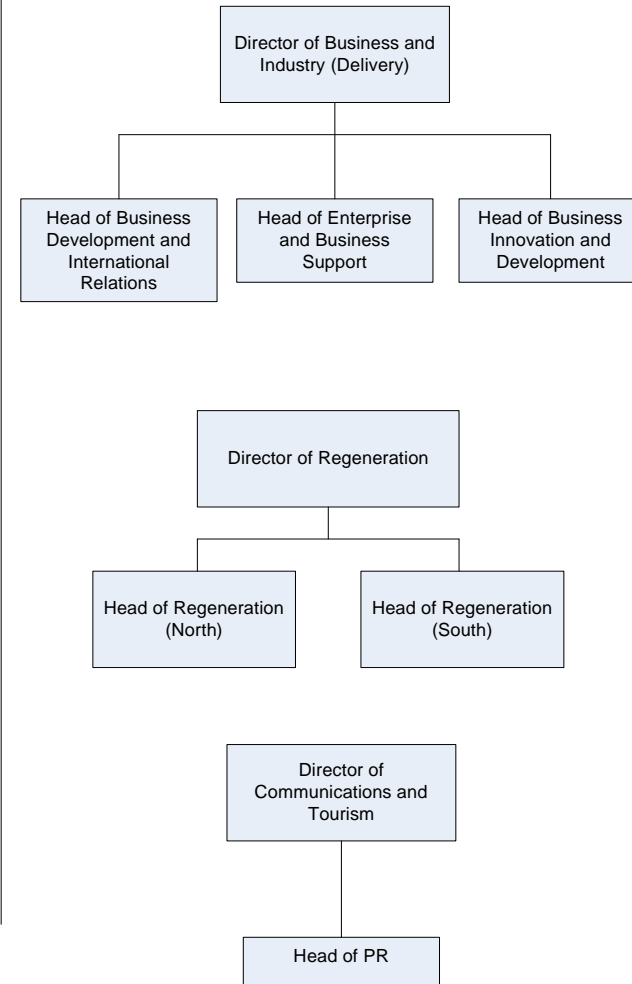 Director of Business and
Industry (Delivery)
Head of Business
Development and
International
Relations
Head of Enterprise
and Business
Support
Head of Business
Innovation and
Development
Director of Regeneration
Head of Regeneration
(North)
Head of Regeneration
(South)
Director of
Communications and
Tourism
Head of PR